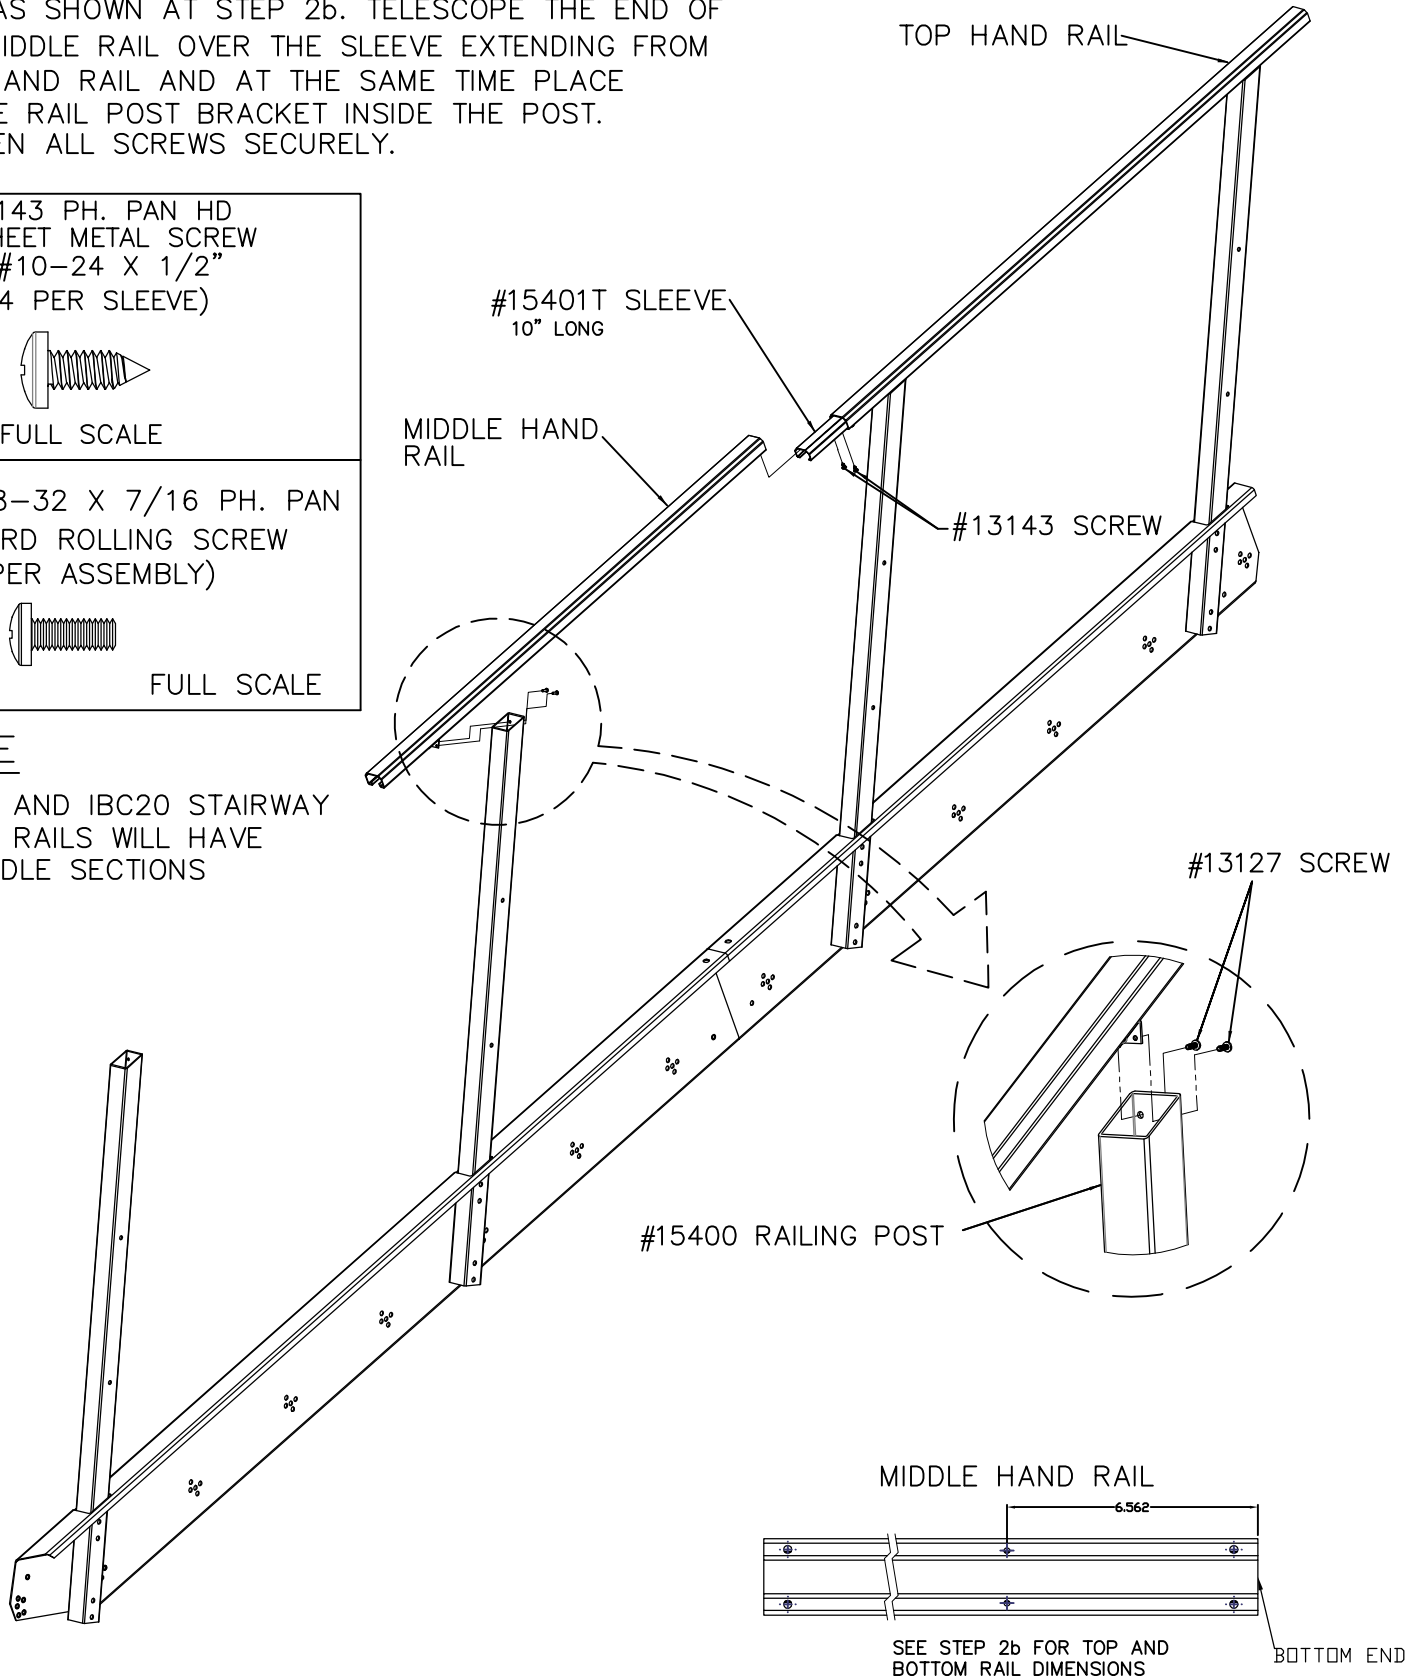 AS SHOWN AT STEP 2b. TELESCOPE THE END OF
IDDLE RAIL OVER THE SLEEVE EXTENDING FROM
AND RAIL AND AT THE SAME TIME PLACE
E RAIL POST BRACKET INSIDE THE POST.
EN ALL SCREWS SECURELY.
TOP HAND RAIL
143 PH. PAN HD
HEET METAL SCREW
#10-24 X 1/2"
4 PER SLEEVE)
FULL SCALE
#15401T SLEEVE
10" LONG
MIDDLE HAND
RAIL
#13143 SCREW
8-32 X 7/16 PH. PAN
RD ROLLING SCREW
PER ASSEMBLY)
FULL SCALE
E
AND IBC20 STAIRWAY
RAILS WILL HAVE
DLE SECTIONS
#13127 SCREW
#15400 RAILING POST
MIDDLE HAND RAIL
6.562
SEE STEP 2b FOR TOP AND
BOTTOM RAIL DIMENSIONS
BOTTOM END